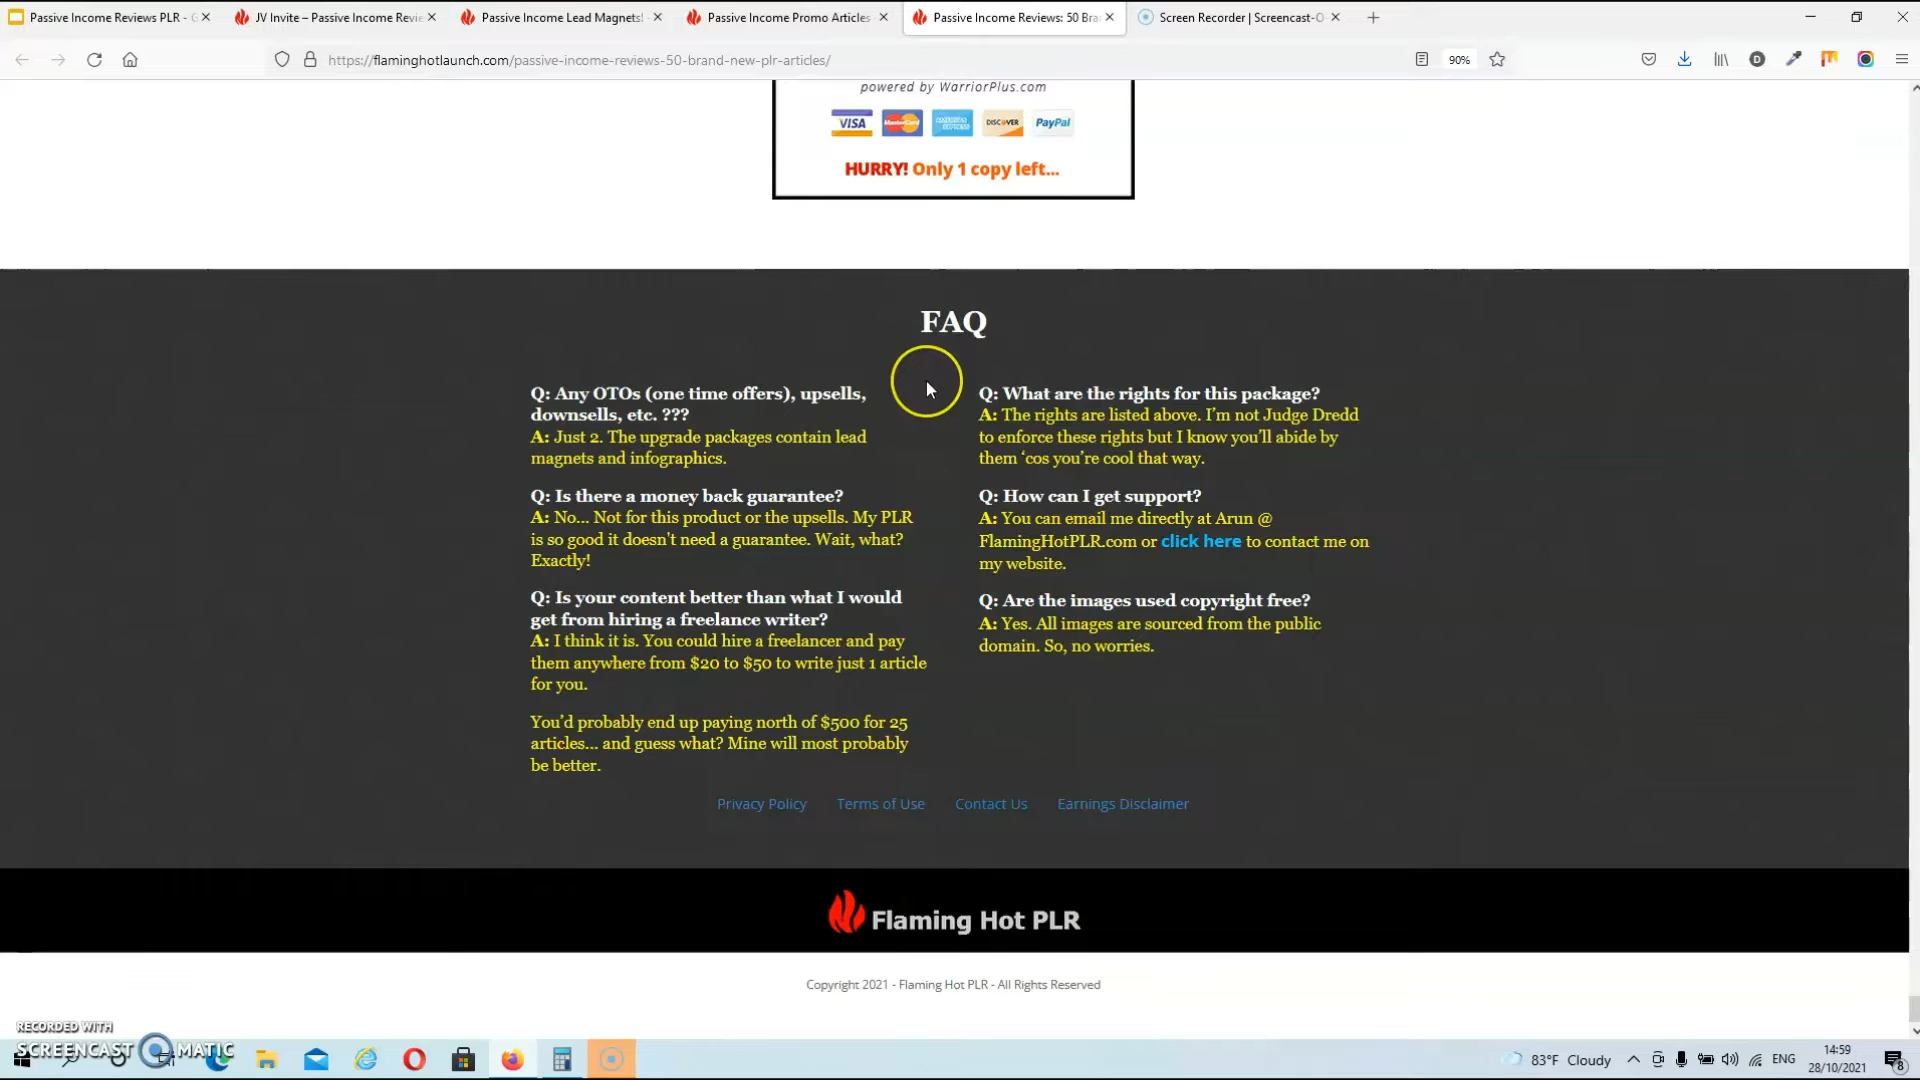 Passive Income Reviews PLR - G
JV Invite – Passive Income Revie
Passive Income Lead Magnets!
Passive Income Promo Articles
Passive Income Reviews: 50 Bra
Screen Recorder | Screencast-O
https://flaminghotlaunch.com/passive-income-reviews-50-brand-new-plr-articles/
90%
powered by WarriorPlus.com
VISA MasterCard AMERICAN EXPRESS DISCOVER PayPal
HURRY! Only 1 copy left...
FAQ
Q: Any OTOs (one time offers), upsells,
downsells, etc. ???
A: Just 2. The upgrade packages contain lead
magnets and infographics.
Q: Is there a money back guarantee?
A: No... Not for this product or the upsells. My PLR
is so good it doesn't need a guarantee. Wait, what?
Exactly!
Q: Is your content better than what I would
get from hiring a freelance writer?
A: I think it is. You could hire a freelancer and pay
them anywhere from $20 to $50 to write just 1 article
for you.
You'd probably end up paying north of $500 for 25
articles... and guess what? Mine will most probably
be better.
Q: What are the rights for this package?
A: The rights are listed above. I'm not Judge Dredd
to enforce these rights but I know you'll abide by
them 'cos you're cool that way.
Q: How can I get support?
A: You can email me directly at Arun @
FlamingHotPLR.com or click here to contact me on
my website.
Q: Are the images used copyright free?
A: Yes. All images are sourced from the public
domain. So, no worries.
Privacy Policy Terms of Use Contact Us Earnings Disclaimer
Flaming Hot PLR
Copyright 2021 - Flaming Hot PLR - All Rights Reserved
RECORDED WITH
SCREENCAST MATIC
83°F Cloudy
ENG
14:59
28/10/2021
8